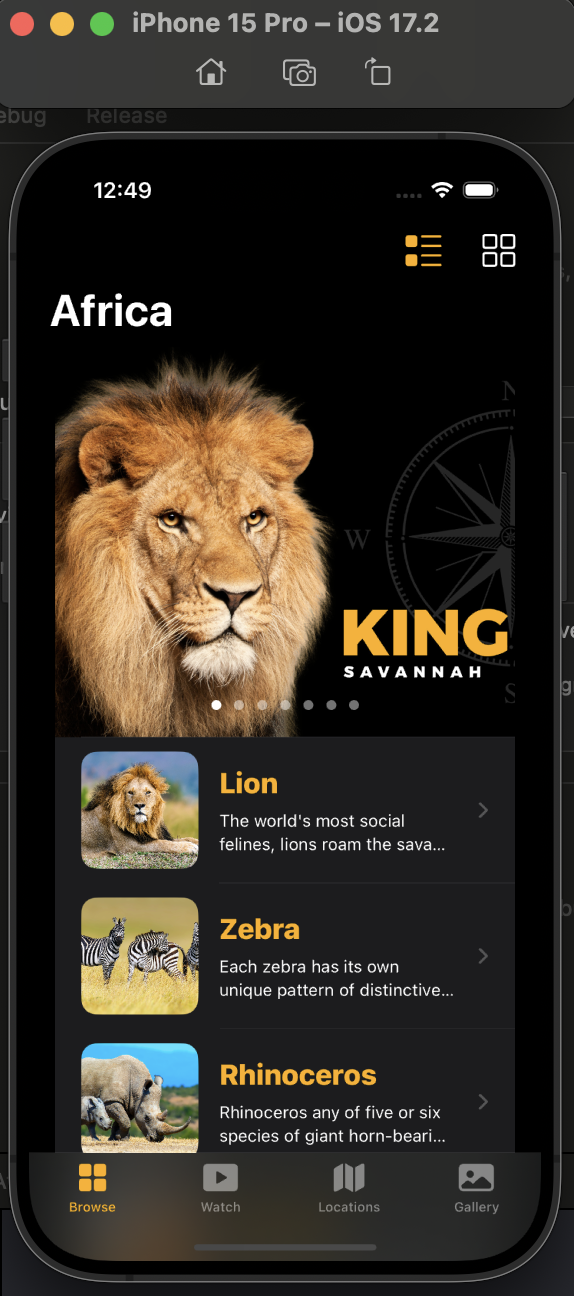 iPhone 15 Pro – iOS 17.2
ebug Release
12:49
Africa
N
W
KING
SAVANNAH
S
Lion
The world's most social
felines, lions roam the sava...
Zebra
Each zebra has its own
unique pattern of distinctive...
Rhinoceros
Rhinoceros any of five or six
species of giant horn-beari...
Browse Watch Locations Gallery